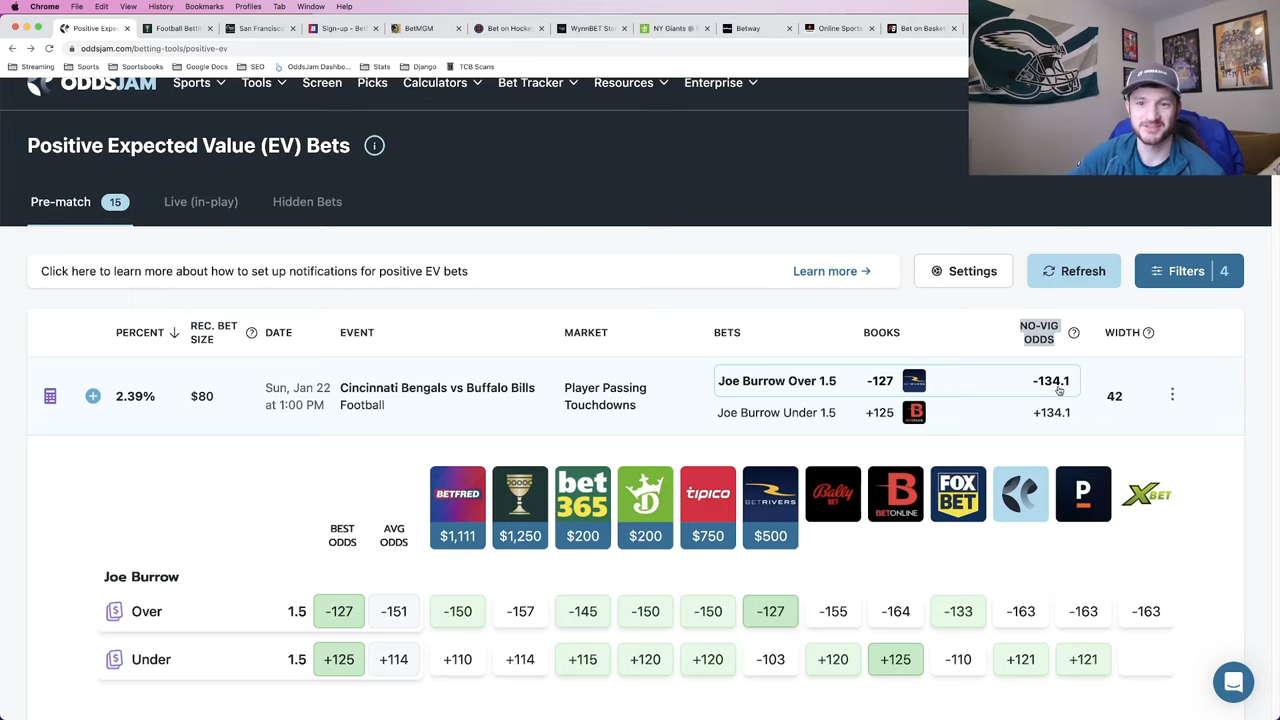 Chrome File Edit View History Bookmarks Profiles Tab Window Help
Positive Expec
Football Betti
San Francisc
Sign-up - Bet
BetMGM
Bet on Hocke
WynnBET Sto
NY Giants @ P
Betway
Online Sports
Bet on Basket
oddsjam.com/betting-tools/positive-ev
Streaming Sports Sportsbooks Google Docs SEO OddsJam Dashbo... Stats Django TCB Scans
ODDSJAM Sports Tools Screen Picks Calculators Bet Tracker Resources Enterprise
Positive Expected Value (EV) Bets
Pre-match 15 Live (in-play) Hidden Bets
Click here to learn more about how to set up notifications for positive EV bets Learn more → Settings Refresh Filters 4
PERCENT REC. BET SIZE DATE EVENT MARKET BETS BOOKS NO-VIG ODDS WIDTH
2.39% $80 Sun, Jan 22 at 1:00 PM Cincinnati Bengals vs Buffalo Bills Football Player Passing Touchdowns
Joe Burrow Over 1.5 -127 BETRIVERS -134.1
Joe Burrow Under 1.5 +125 B +134.1
42
BEST ODDS AVG ODDS BETFRED bet365 tipico BETRIVERS Bally BET BETONLINE FOX BET P XBET
$1,111 $1,250 $200 $200 $750 $500
Joe Burrow
Over 1.5 -127 -151 -150 -157 -145 -150 -150 -127 -155 -164 -133 -163 -163 -163
Under 1.5 +125 +114 +110 +114 +115 +120 +120 -103 +120 +125 -110 +121 +121